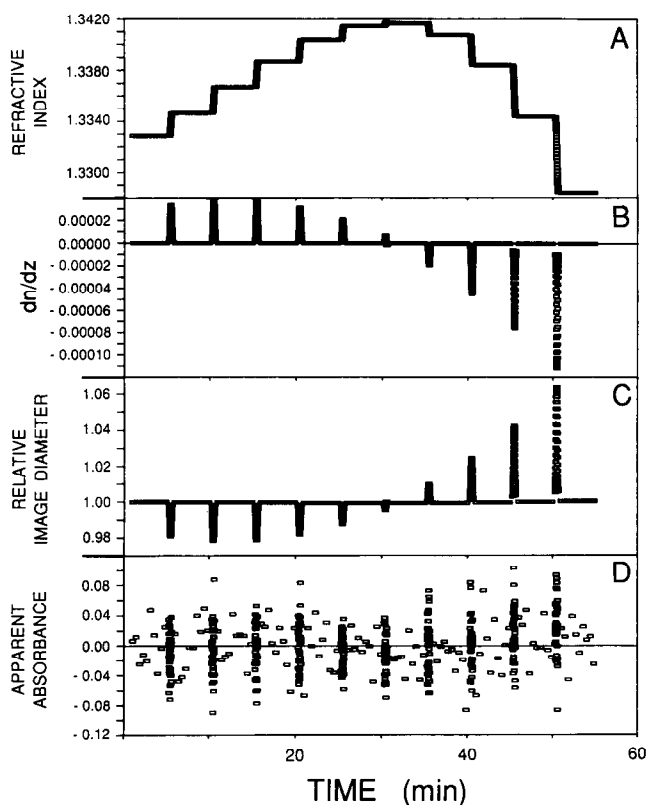 A
1.3420
1.3380
1.3340
1.3300
REFRACTIVE
INDEX
B
0.00002
0.00000
- 0.00002
- 0.00004
- 0.00006
- 0.00008
- 0.00010
dn/dz
C
1.06
1.04
1.02
1.00
0.98
RELATIVE
IMAGE DIAMETER
D
0.08
0.04
0.00
- 0.04
- 0.08
- 0.12
APPARENT
ABSORBANCE
20
40
60
TIME (min)